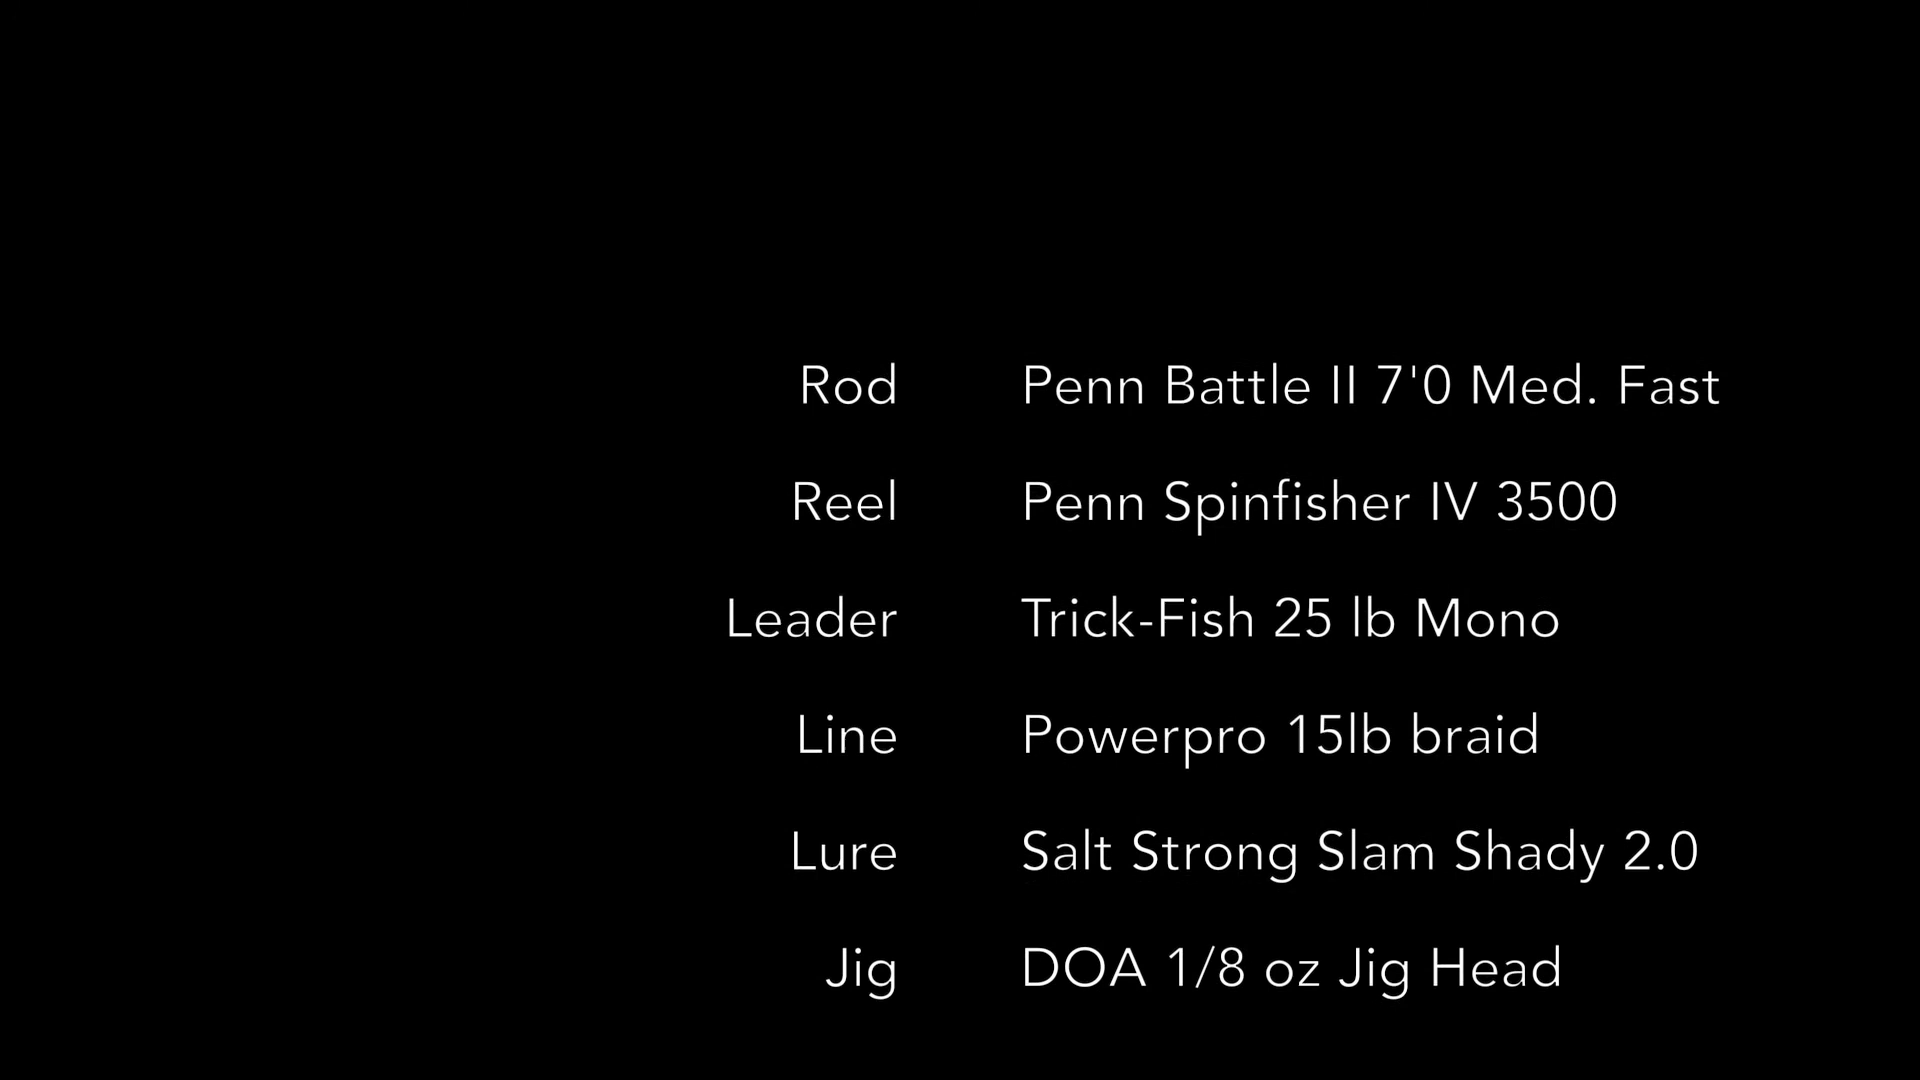 Rod Penn Battle II 7'0 Med. Fast
Reel Penn Spinfisher IV 3500
Leader Trick-Fish 25 lb Mono
Line Powerpro 15lb braid
Lure Salt Strong Slam Shady 2.0
Jig DOA 1/8 oz Jig Head